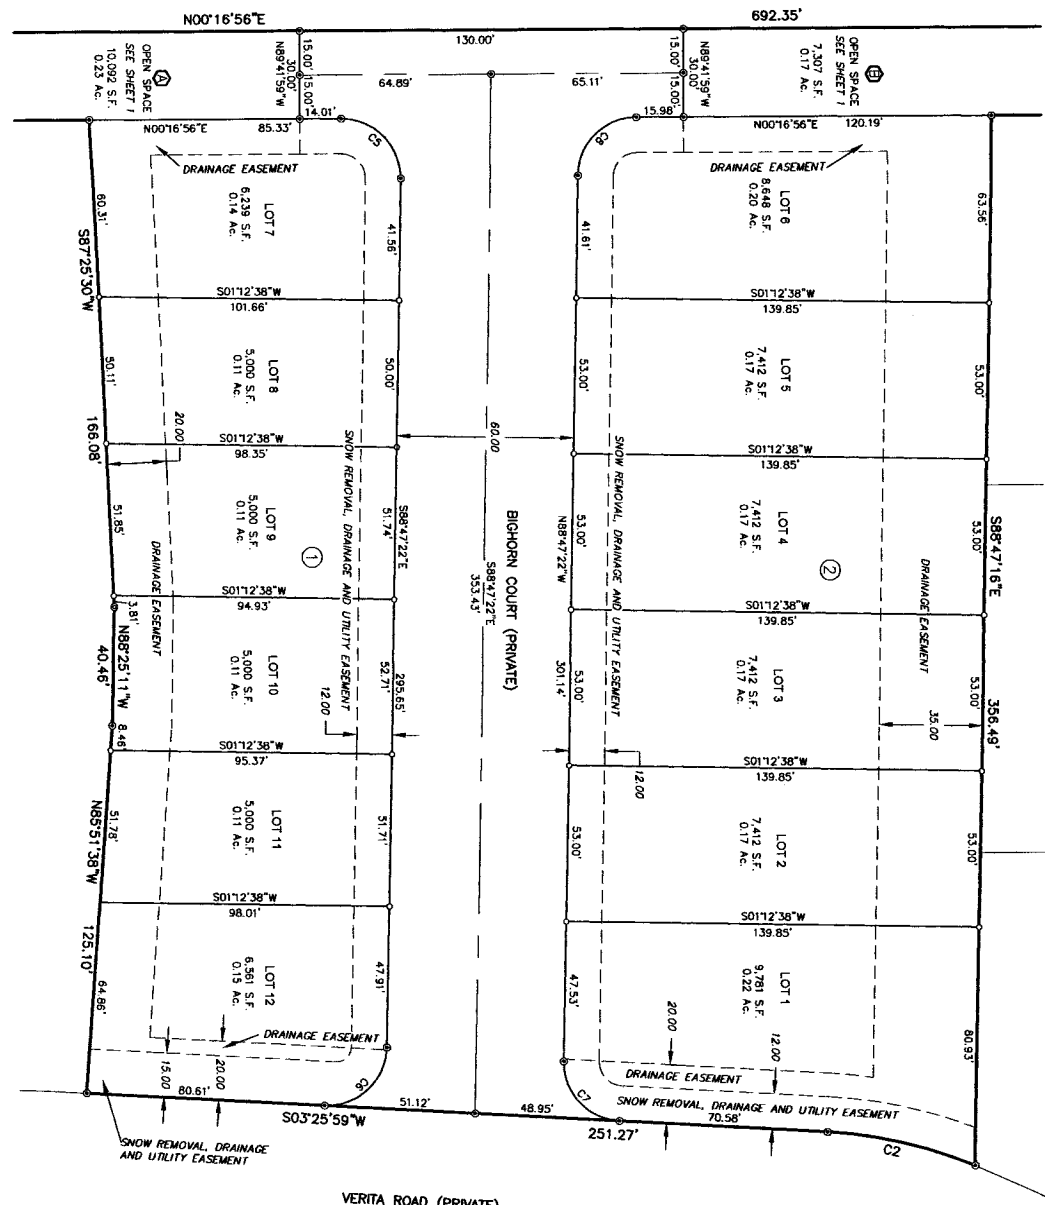 N00°16'56"E
692.35'
130.00'
15.00'
15.00'
30.00'
N89°41'59"W
64.89'
65.11'
15.00'
15.00'
30.00'
N89°41'59"W
OPEN SPACE
SEE SHEET 1
10,092 S.F.
0.23 Ac.
A
OPEN SPACE
SEE SHEET 1
7,307 S.F.
0.17 Ac.
B
N00°16'56"E
85.33'
14.01'
C5
15.98'
C8
N00°16'56"E
120.19'
DRAINAGE EASEMENT
DRAINAGE EASEMENT
LOT 7
6,239 S.F.
0.14 Ac.
LOT 6
8,648 S.F.
0.20 Ac.
60.31'
41.56'
41.61'
63.56'
S87°25'30"W
S01°12'38"W
101.66'
S01°12'38"W
139.85'
LOT 8
5,000 S.F.
0.11 Ac.
LOT 5
7,412 S.F.
0.17 Ac.
50.11'
50.00'
53.00'
53.00'
166.08'
20.00
60.00
S01°12'38"W
98.35'
S01°12'38"W
139.85'
SNOW REMOVAL, DRAINAGE AND UTILITY EASEMENT
SNOW REMOVAL, DRAINAGE AND UTILITY EASEMENT
LOT 9
5,000 S.F.
0.11 Ac.
1
LOT 4
7,412 S.F.
0.17 Ac.
2
51.85'
S88°47'22"E
51.74'
N88°47'22"W
53.00'
53.00'
S88°47'16"E
BIGHORN COURT (PRIVATE)
S88°47'22"E
353.43'
DRAINAGE EASEMENT
DRAINAGE EASEMENT
S01°12'38"W
94.93'
S01°12'38"W
139.85'
3.81'
N88°25'11"W
40.46'
LOT 10
5,000 S.F.
0.11 Ac.
LOT 3
7,412 S.F.
0.17 Ac.
52.71'
295.65'
301.14'
53.00'
53.00'
356.49'
12.00
35.00
8.46'
S01°12'38"W
95.37'
S01°12'38"W
139.85'
12.00
LOT 11
5,000 S.F.
0.11 Ac.
LOT 2
7,412 S.F.
0.17 Ac.
51.78'
N85°51'38"W
51.71'
53.00'
53.00'
S01°12'38"W
98.01'
S01°12'38"W
139.85'
125.10'
LOT 12
6,561 S.F.
0.15 Ac.
LOT 1
9,781 S.F.
0.22 Ac.
64.86'
47.91'
47.53'
80.93'
20.00
12.00
DRAINAGE EASEMENT
DRAINAGE EASEMENT
15.00
20.00
C6
C7
SNOW REMOVAL, DRAINAGE AND UTILITY EASEMENT
80.61'
S03°25'59"W
51.12'
48.95'
251.27'
70.58'
C2
SNOW REMOVAL, DRAINAGE
AND UTILITY EASEMENT
VERITA ROAD (PRIVATE)